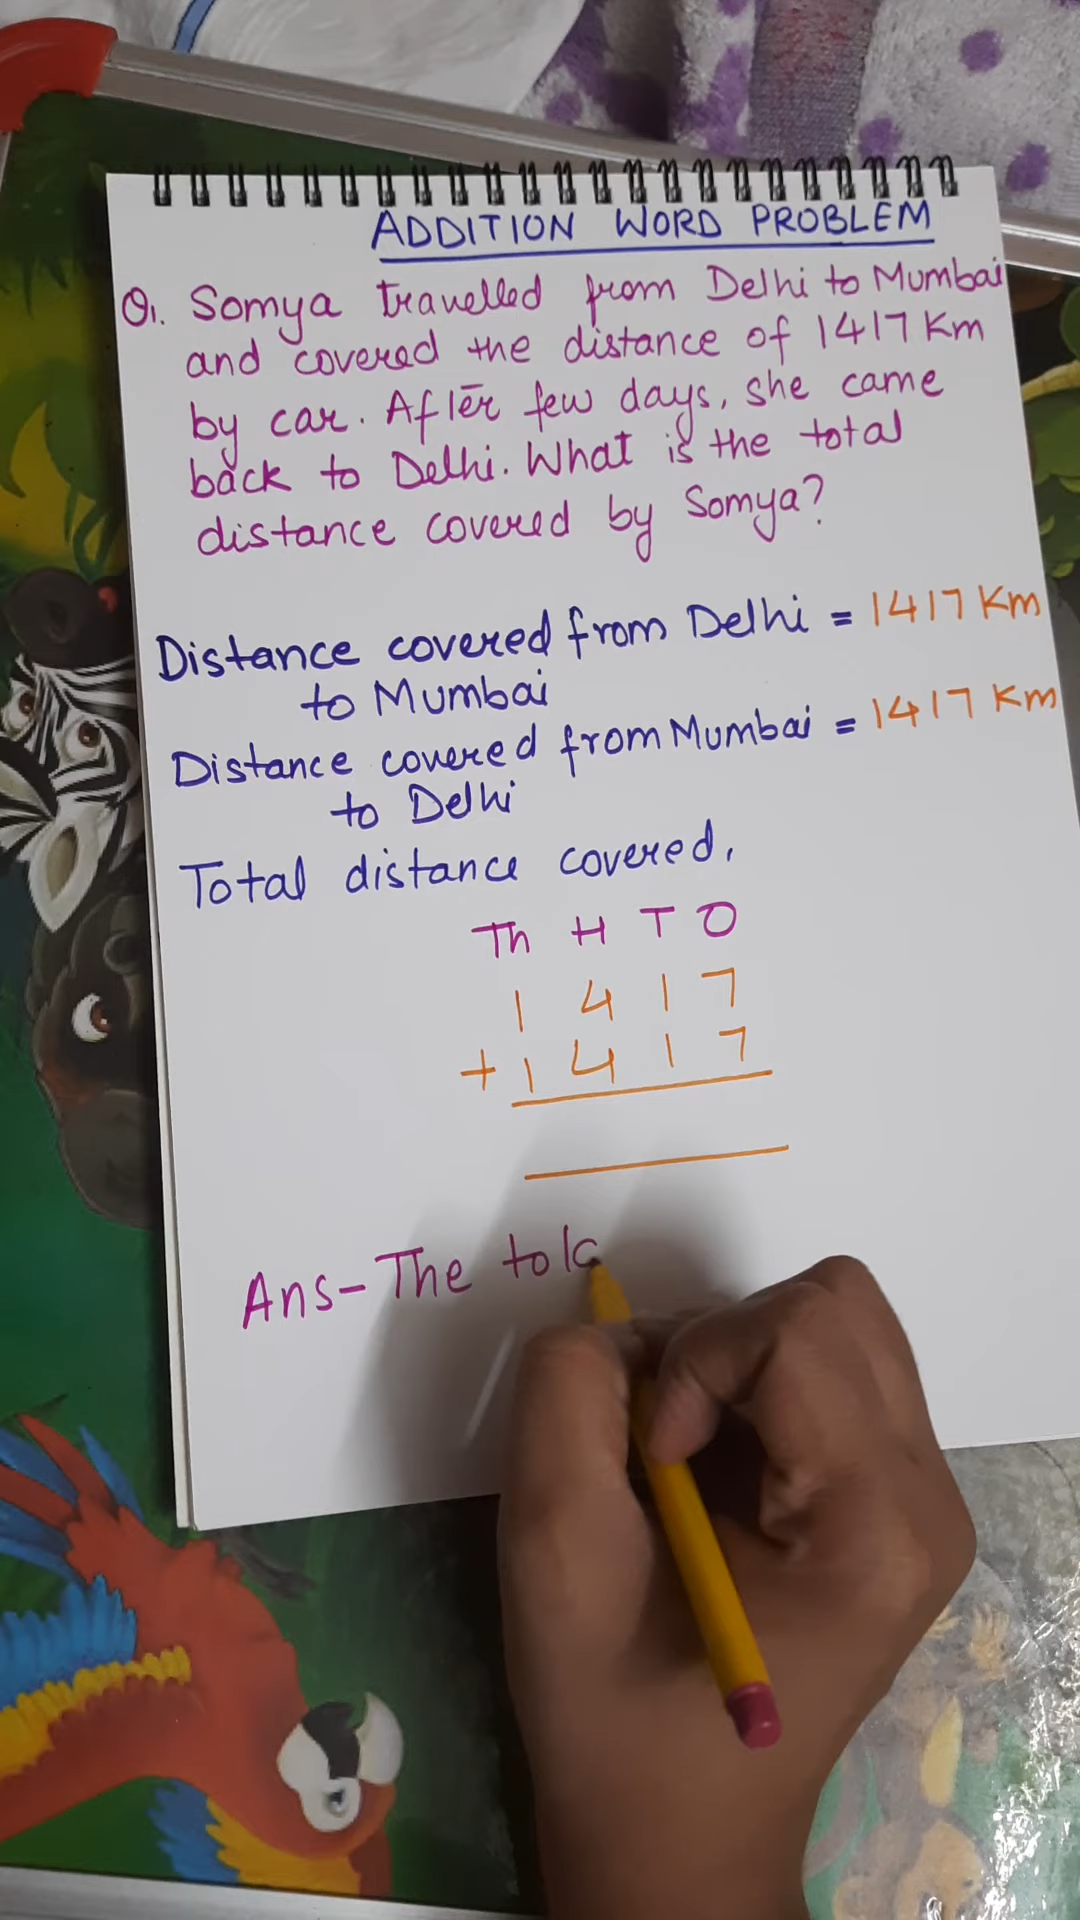 ADDITION WORD PROBLEM
Q1. Somya travelled from Delhi to Mumbai
and covered the distance of 1417 Km
by car. After few days, she came
back to Delhi. What is the total
distance covered by Somya?
Distance covered from Delhi = 1417 Km
to Mumbai
Distance covered from Mumbai = 1417 Km
to Delhi
Total distance covered,
Th H T O
1 4 1 7
+ 1 4 1 7
Ans- The tota